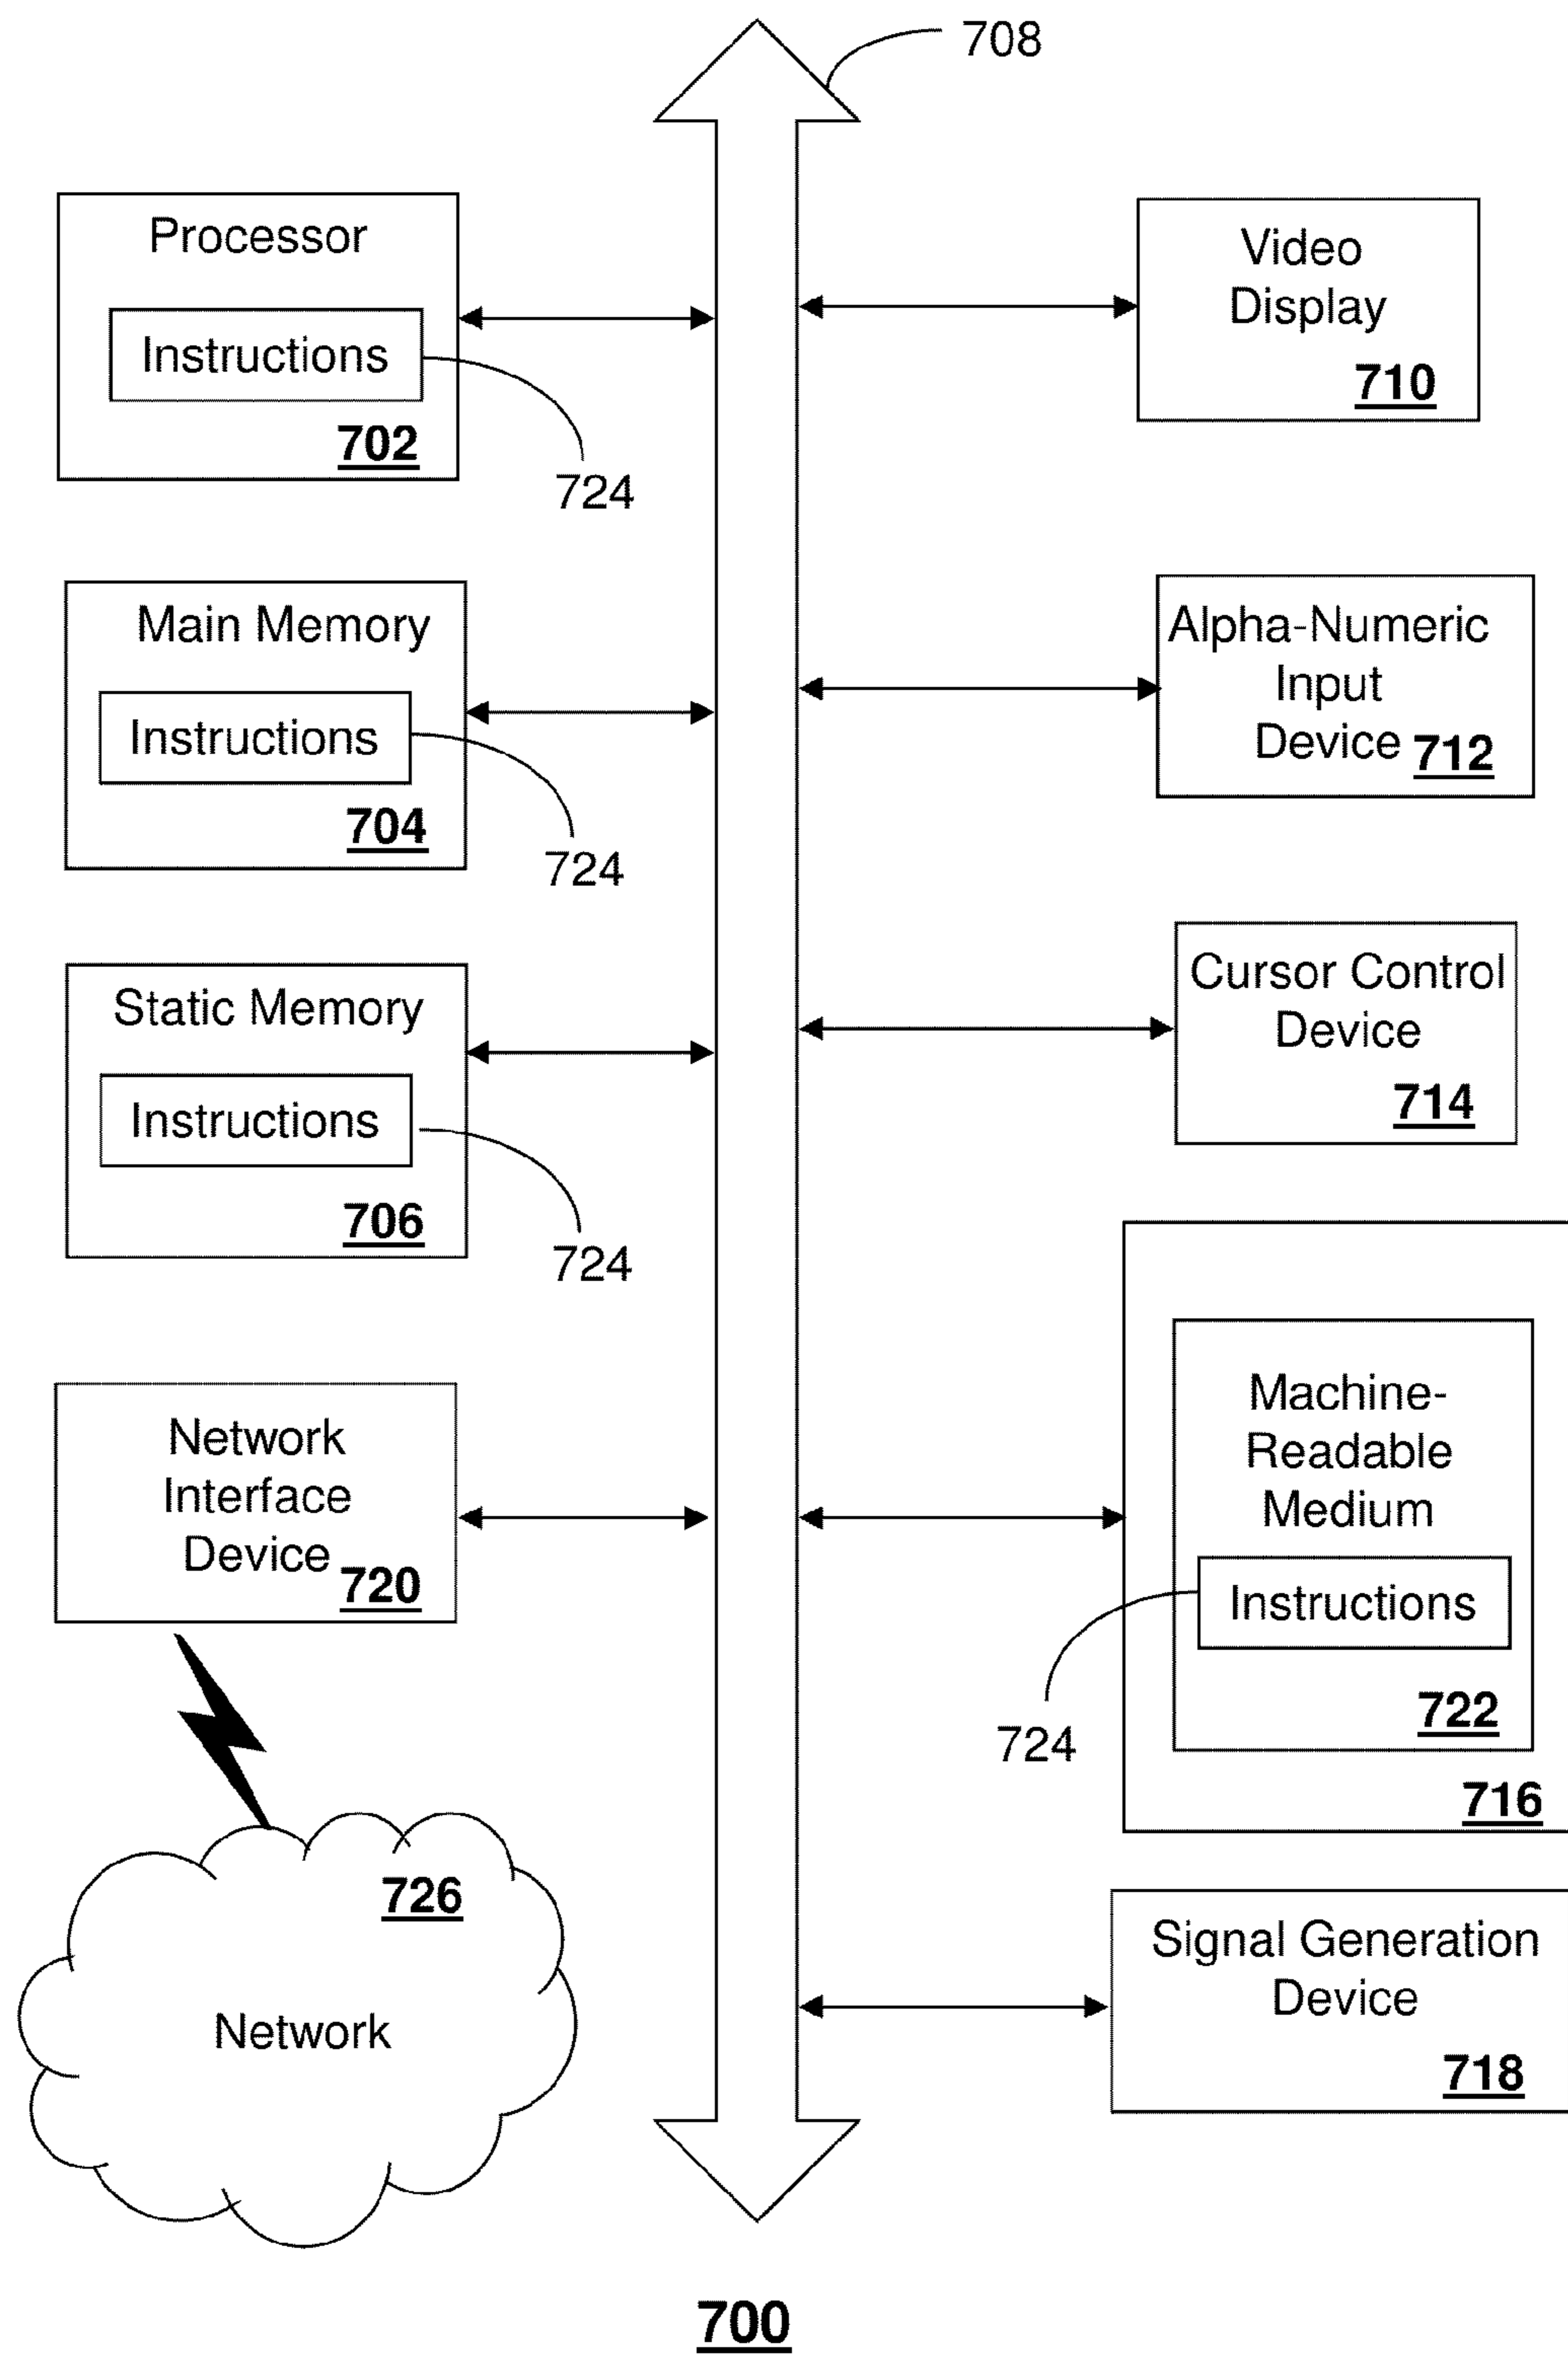 708
Processor
Instructions
702
724
Main Memory
Instructions
704
724
Static Memory
Instructions
706
724
Network
Interface
Device
720
726
Network
Video
Display
710
Alpha-Numeric
Input
Device 712
Cursor Control
Device
714
Machine-
Readable
Medium
Instructions
724
722
716
Signal Generation
Device
718
700